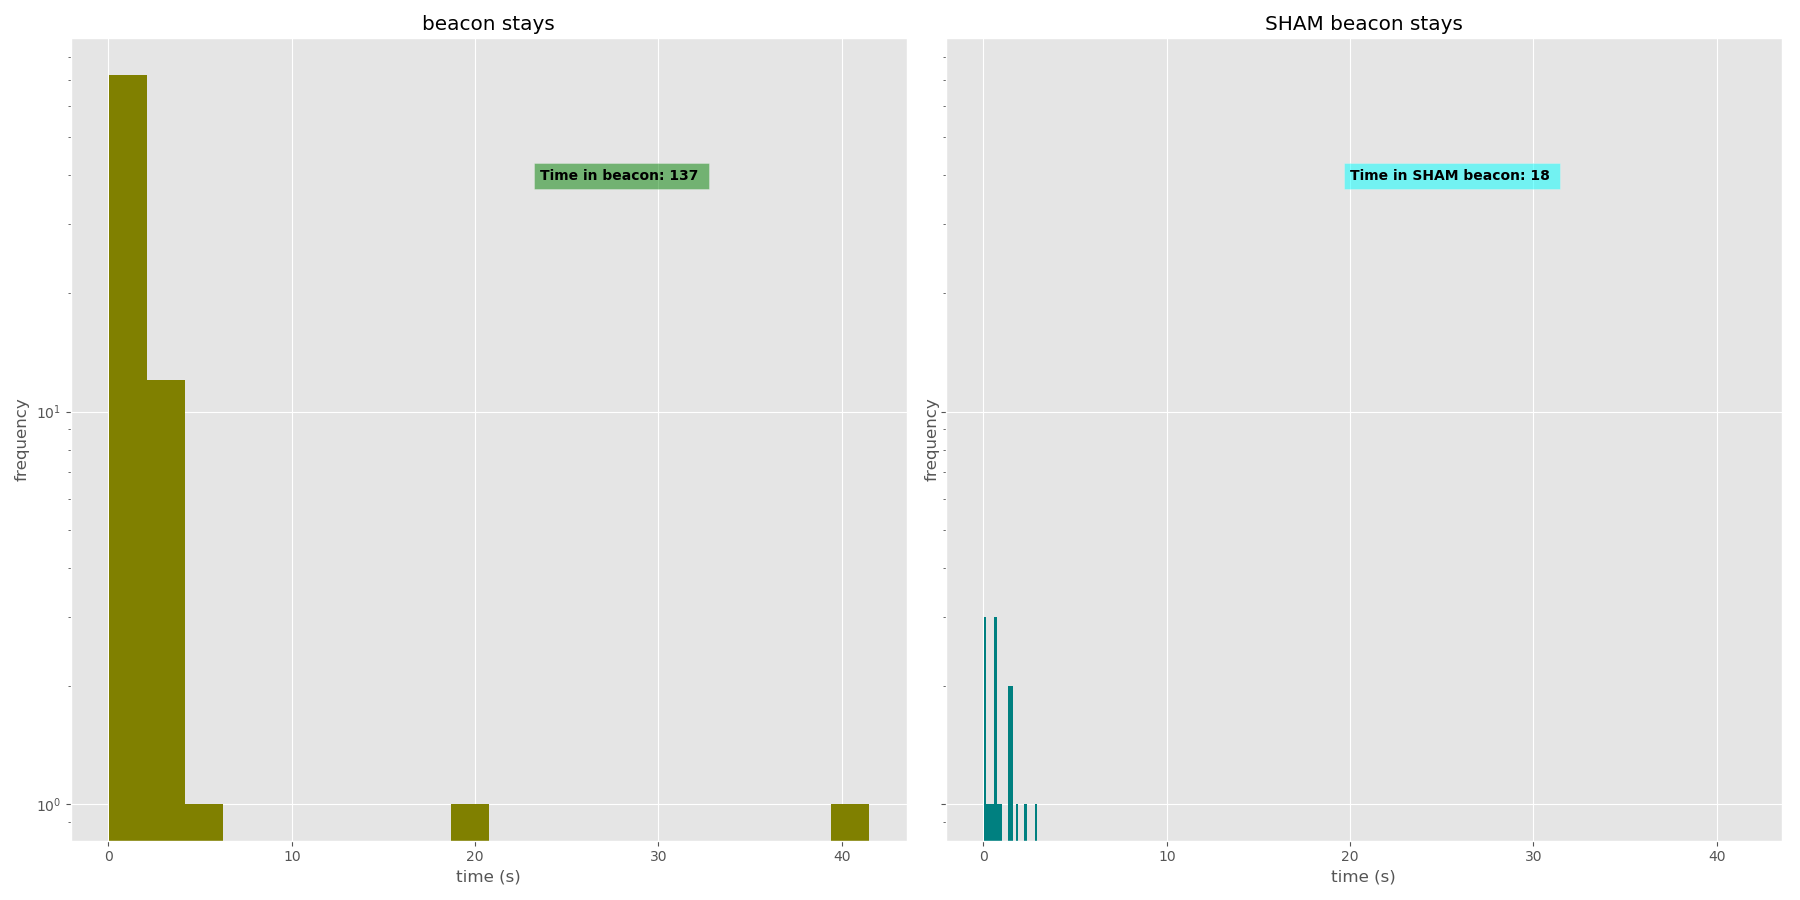 beacon stays
Time in beacon: 137
frequency
10¹
10⁰
0 10 20 30 40
time (s)
SHAM beacon stays
Time in SHAM beacon: 18
frequency
0 10 20 30 40
time (s)